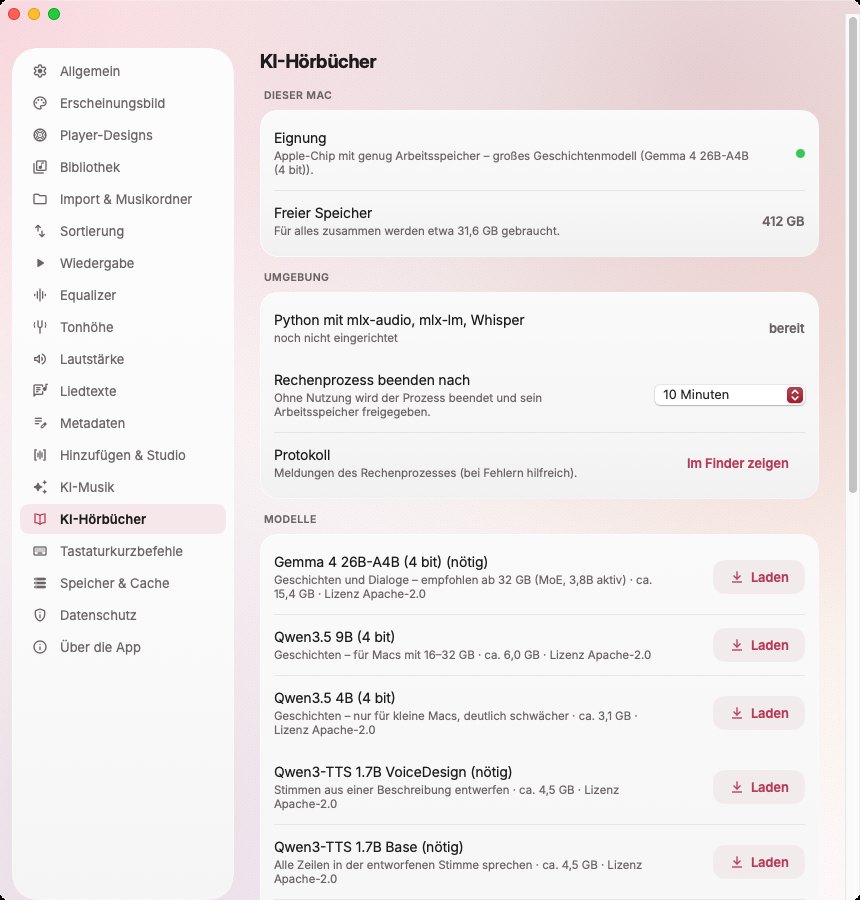 Allgemein
Erscheinungsbild
Player-Designs
Bibliothek
Import & Musikordner
Sortierung
Wiedergabe
Equalizer
Tonhöhe
Lautstärke
Liedtexte
Metadaten
Hinzufügen & Studio
KI-Musik
KI-Hörbücher
Tastaturkurzbefehle
Speicher & Cache
Datenschutz
Über die App
KI-Hörbücher
DIESER MAC
Eignung
Apple-Chip mit genug Arbeitsspeicher – großes Geschichtenmodell (Gemma 4 26B-A4B
(4 bit)).
Freier Speicher
Für alles zusammen werden etwa 31,6 GB gebraucht.
412 GB
UMGEBUNG
Python mit mlx-audio, mlx-lm, Whisper
noch nicht eingerichtet
bereit
Rechenprozess beenden nach
Ohne Nutzung wird der Prozess beendet und sein
Arbeitsspeicher freigegeben.
10 Minuten
Protokoll
Meldungen des Rechenprozesses (bei Fehlern hilfreich).
Im Finder zeigen
MODELLE
Gemma 4 26B-A4B (4 bit) (nötig)
Geschichten und Dialoge – empfohlen ab 32 GB (MoE, 3,8B aktiv) · ca.
15,4 GB · Lizenz Apache-2.0
Laden
Qwen3.5 9B (4 bit)
Geschichten – für Macs mit 16–32 GB · ca. 6,0 GB · Lizenz Apache-2.0
Laden
Qwen3.5 4B (4 bit)
Geschichten – nur für kleine Macs, deutlich schwächer · ca. 3,1 GB ·
Lizenz Apache-2.0
Laden
Qwen3-TTS 1.7B VoiceDesign (nötig)
Stimmen aus einer Beschreibung entwerfen · ca. 4,5 GB · Lizenz
Apache-2.0
Laden
Qwen3-TTS 1.7B Base (nötig)
Alle Zeilen in der entworfenen Stimme sprechen · ca. 4,5 GB · Lizenz
Apache-2.0
Laden